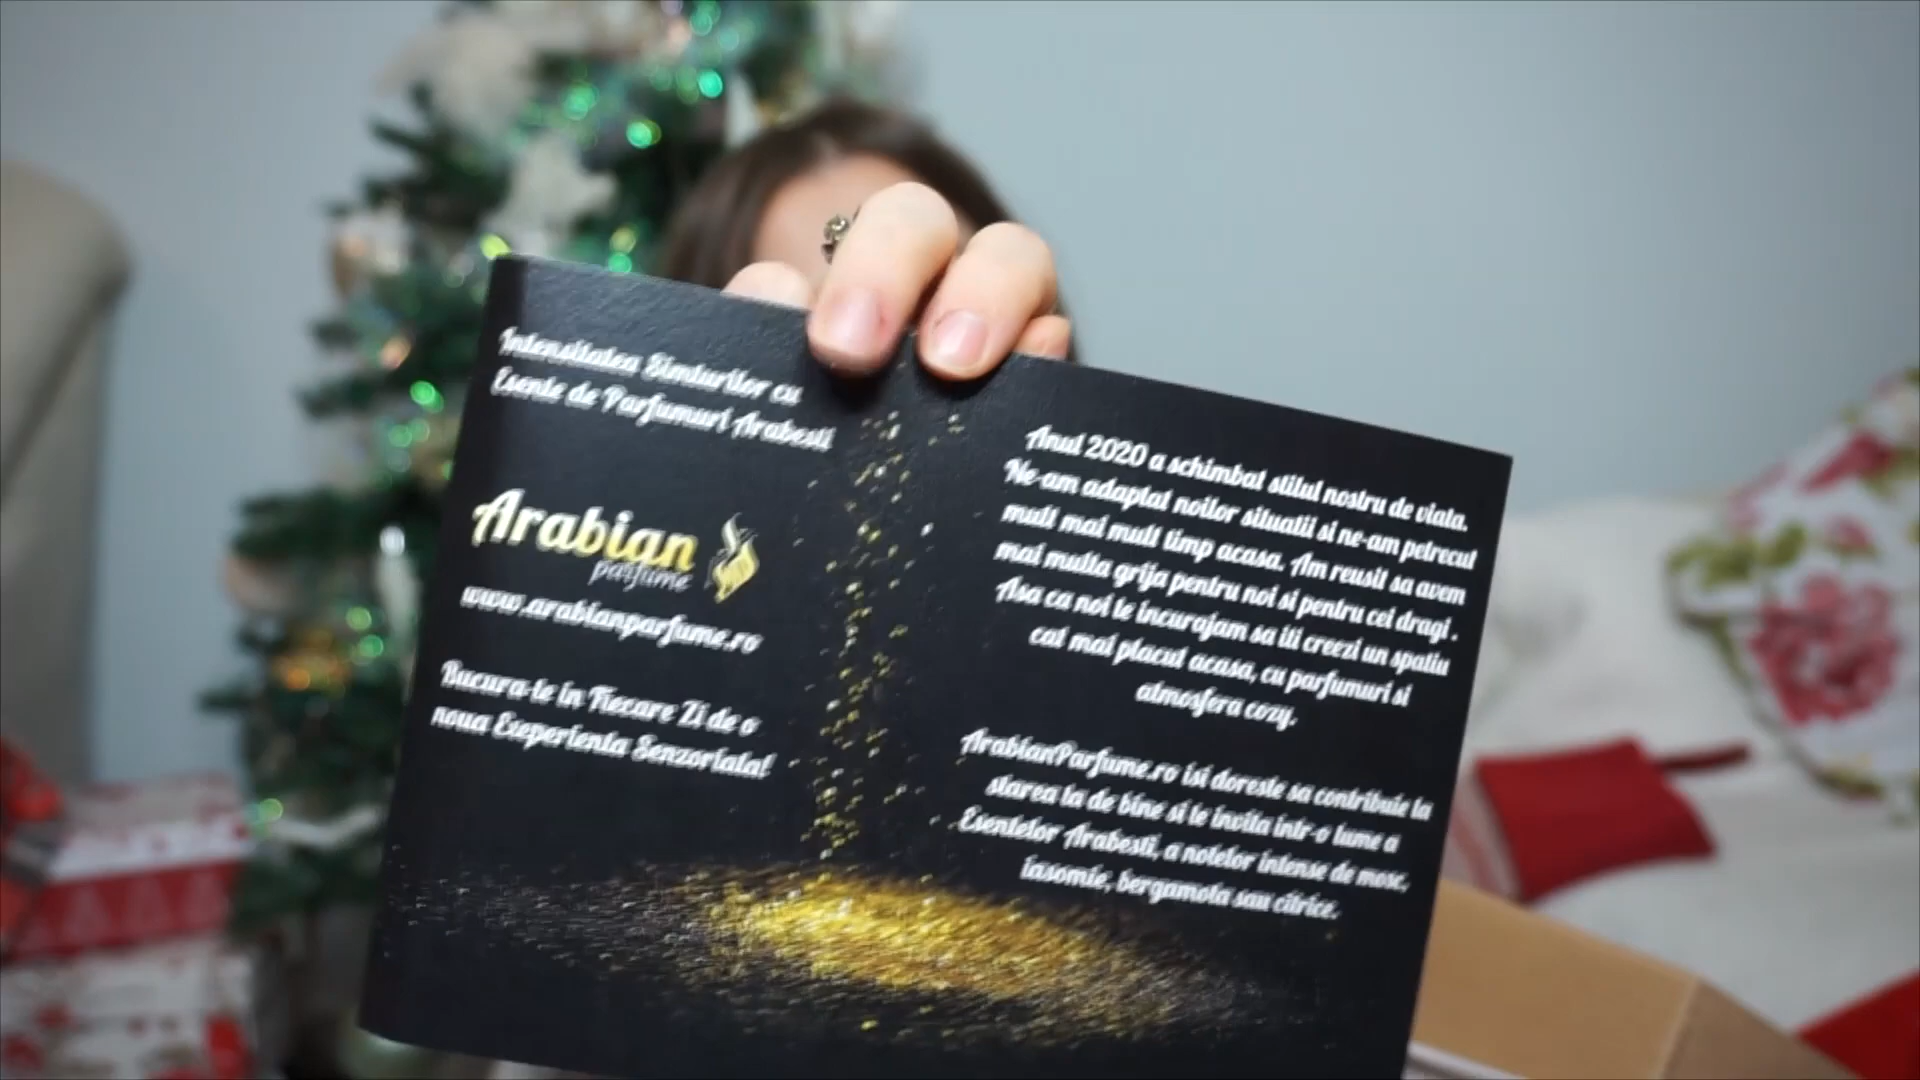 Intensitatea Simturilor cu
Esente de Parfumuri Arabesti
Arabian
parfume
www.arabianparfume.ro
Bucura-te in Fiecare Zi de o
noua Experienta Senzoriala!
Anul 2020 a schimbat stilul nostru de viata.
Ne-am adaptat noilor situatii si ne-am petrecut
mult mai mult timp acasa. Am reusit sa avem
mai multa grija pentru noi si pentru cei dragi.
Asa ca noi te incurajam sa iti creezi un spatiu
cat mai placut acasa, cu parfumuri si
atmosfera cozy.
ArabianParfume.ro isi doreste sa contribuie la
starea ta de bine si te invita intr-o lume a
Esentelor Arabesti, a notelor intense de mosc,
iasomie, bergamota sau citrice.